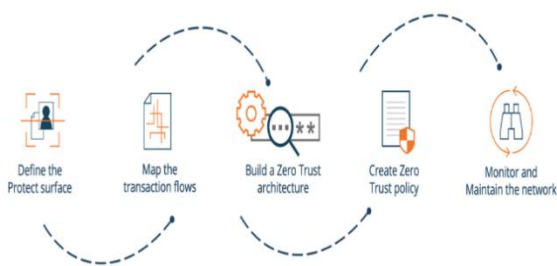 Define the
Protect surface
Map the
transaction flows
Build a Zero Trust
architecture
Create Zero
Trust policy
Monitor and
Maintain the network